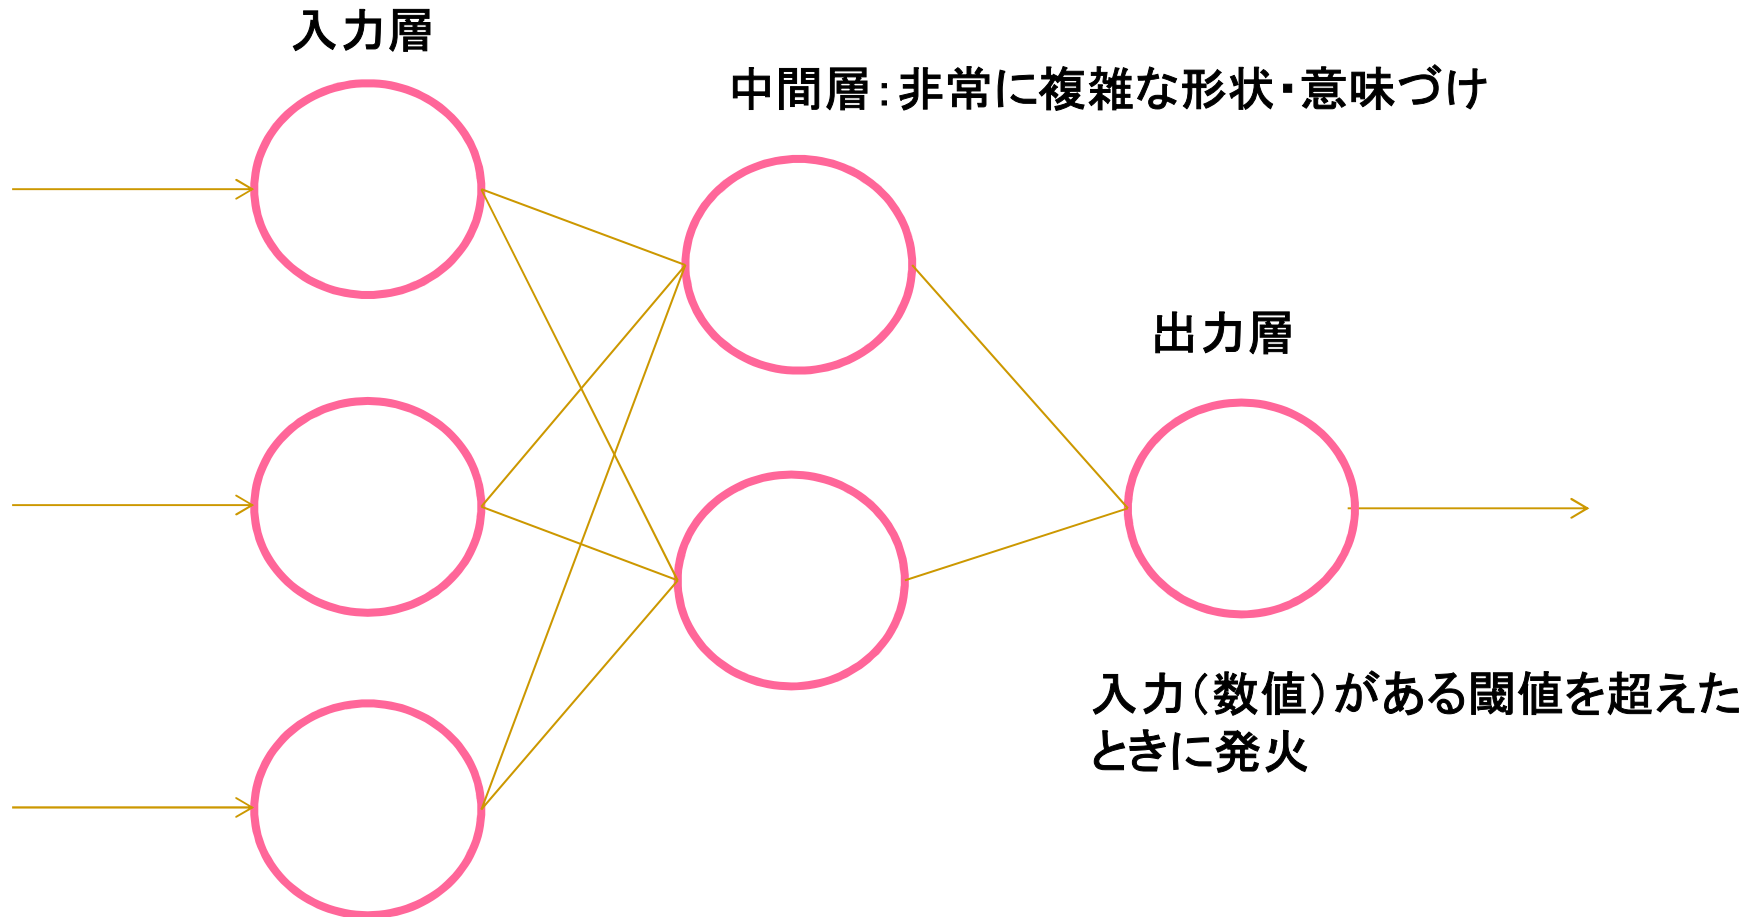 入力層
中間層：非常に複雑な形状・意味づけ
出力層
入力（数値）がある閾値を超えた
ときに発火